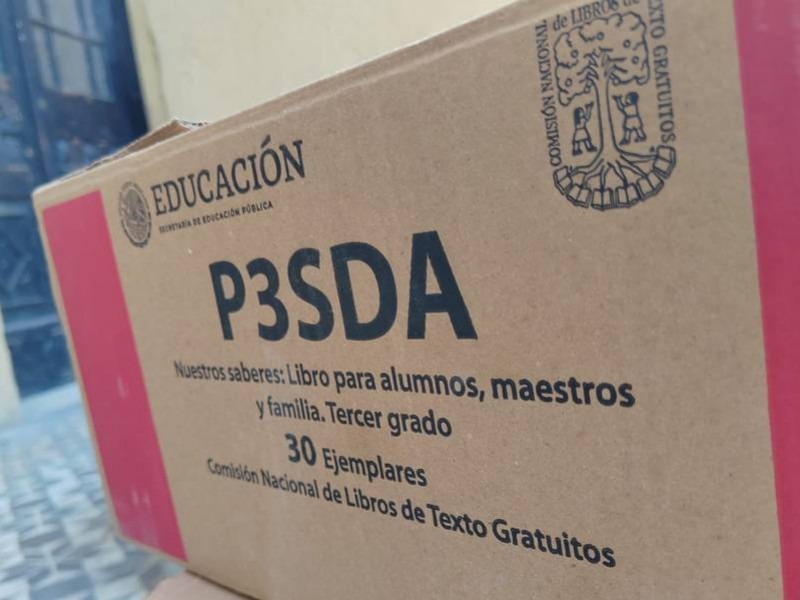 COMISIÓN NACIONAL de LIBROS de TEXTO GRATUITOS
EDUCACIÓN
SECRETARÍA DE EDUCACIÓN PÚBLICA
P3SDA
Nuestros saberes: Libro para alumnos, maestros
y familia. Tercer grado
30 Ejemplares
Comisión Nacional de Libros de Texto Gratuitos